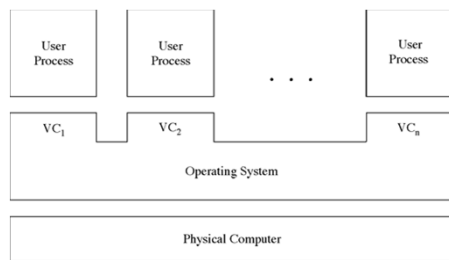 User
Process
User
Process
User
Process
. . .
VC₁
VC₂
VCₙ
Operating System
Physical Computer